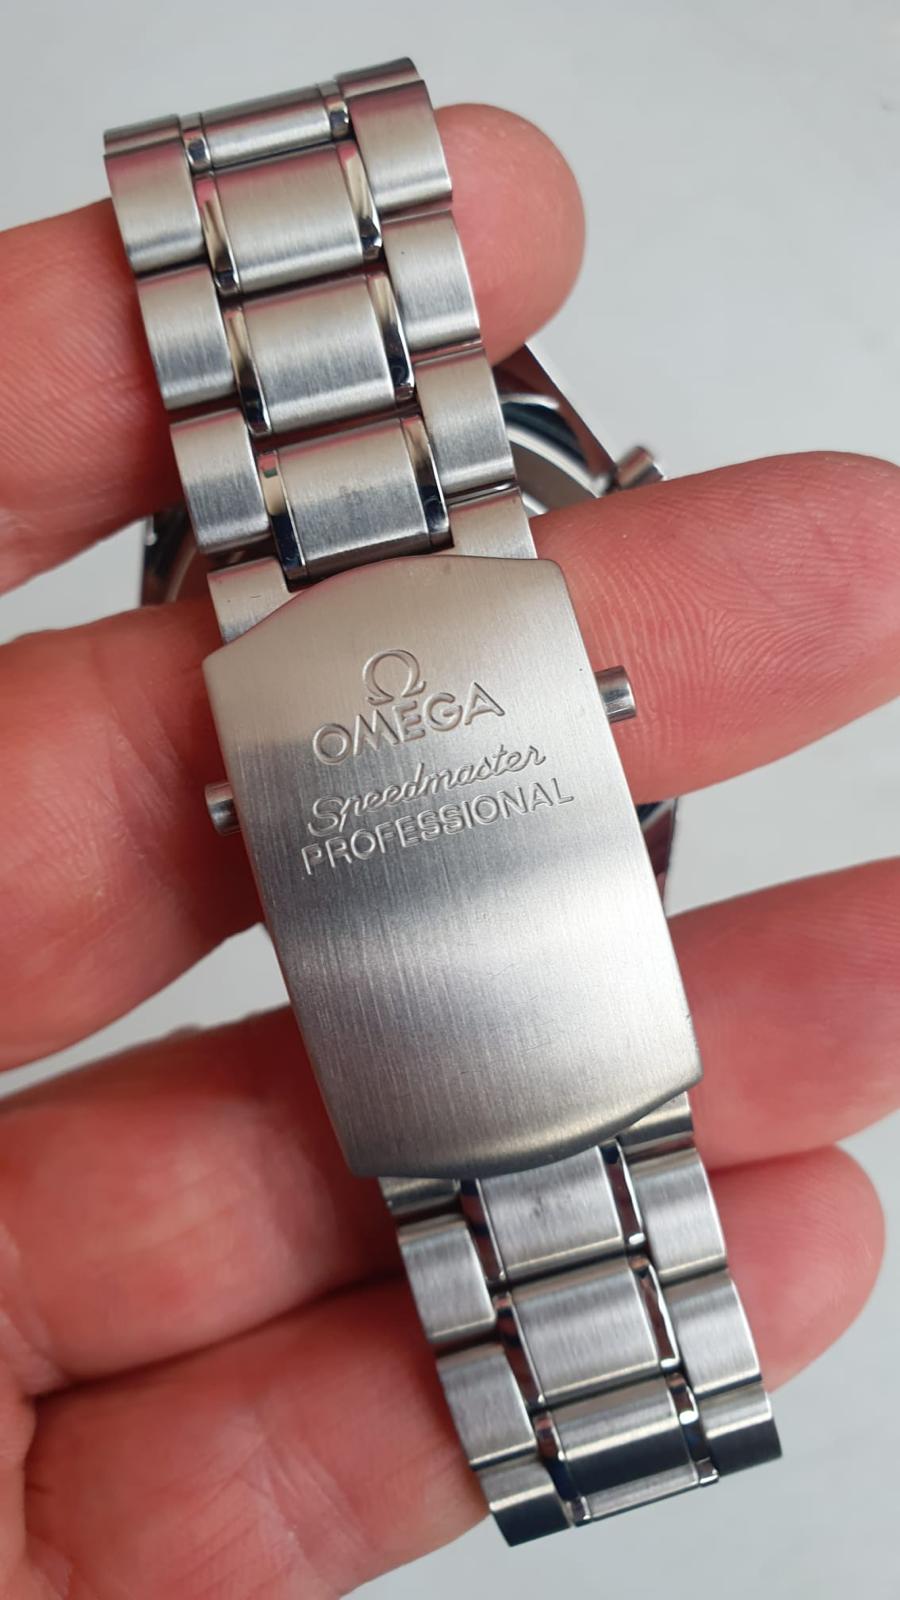 Ω
OMEGA
Speedmaster
PROFESSIONAL